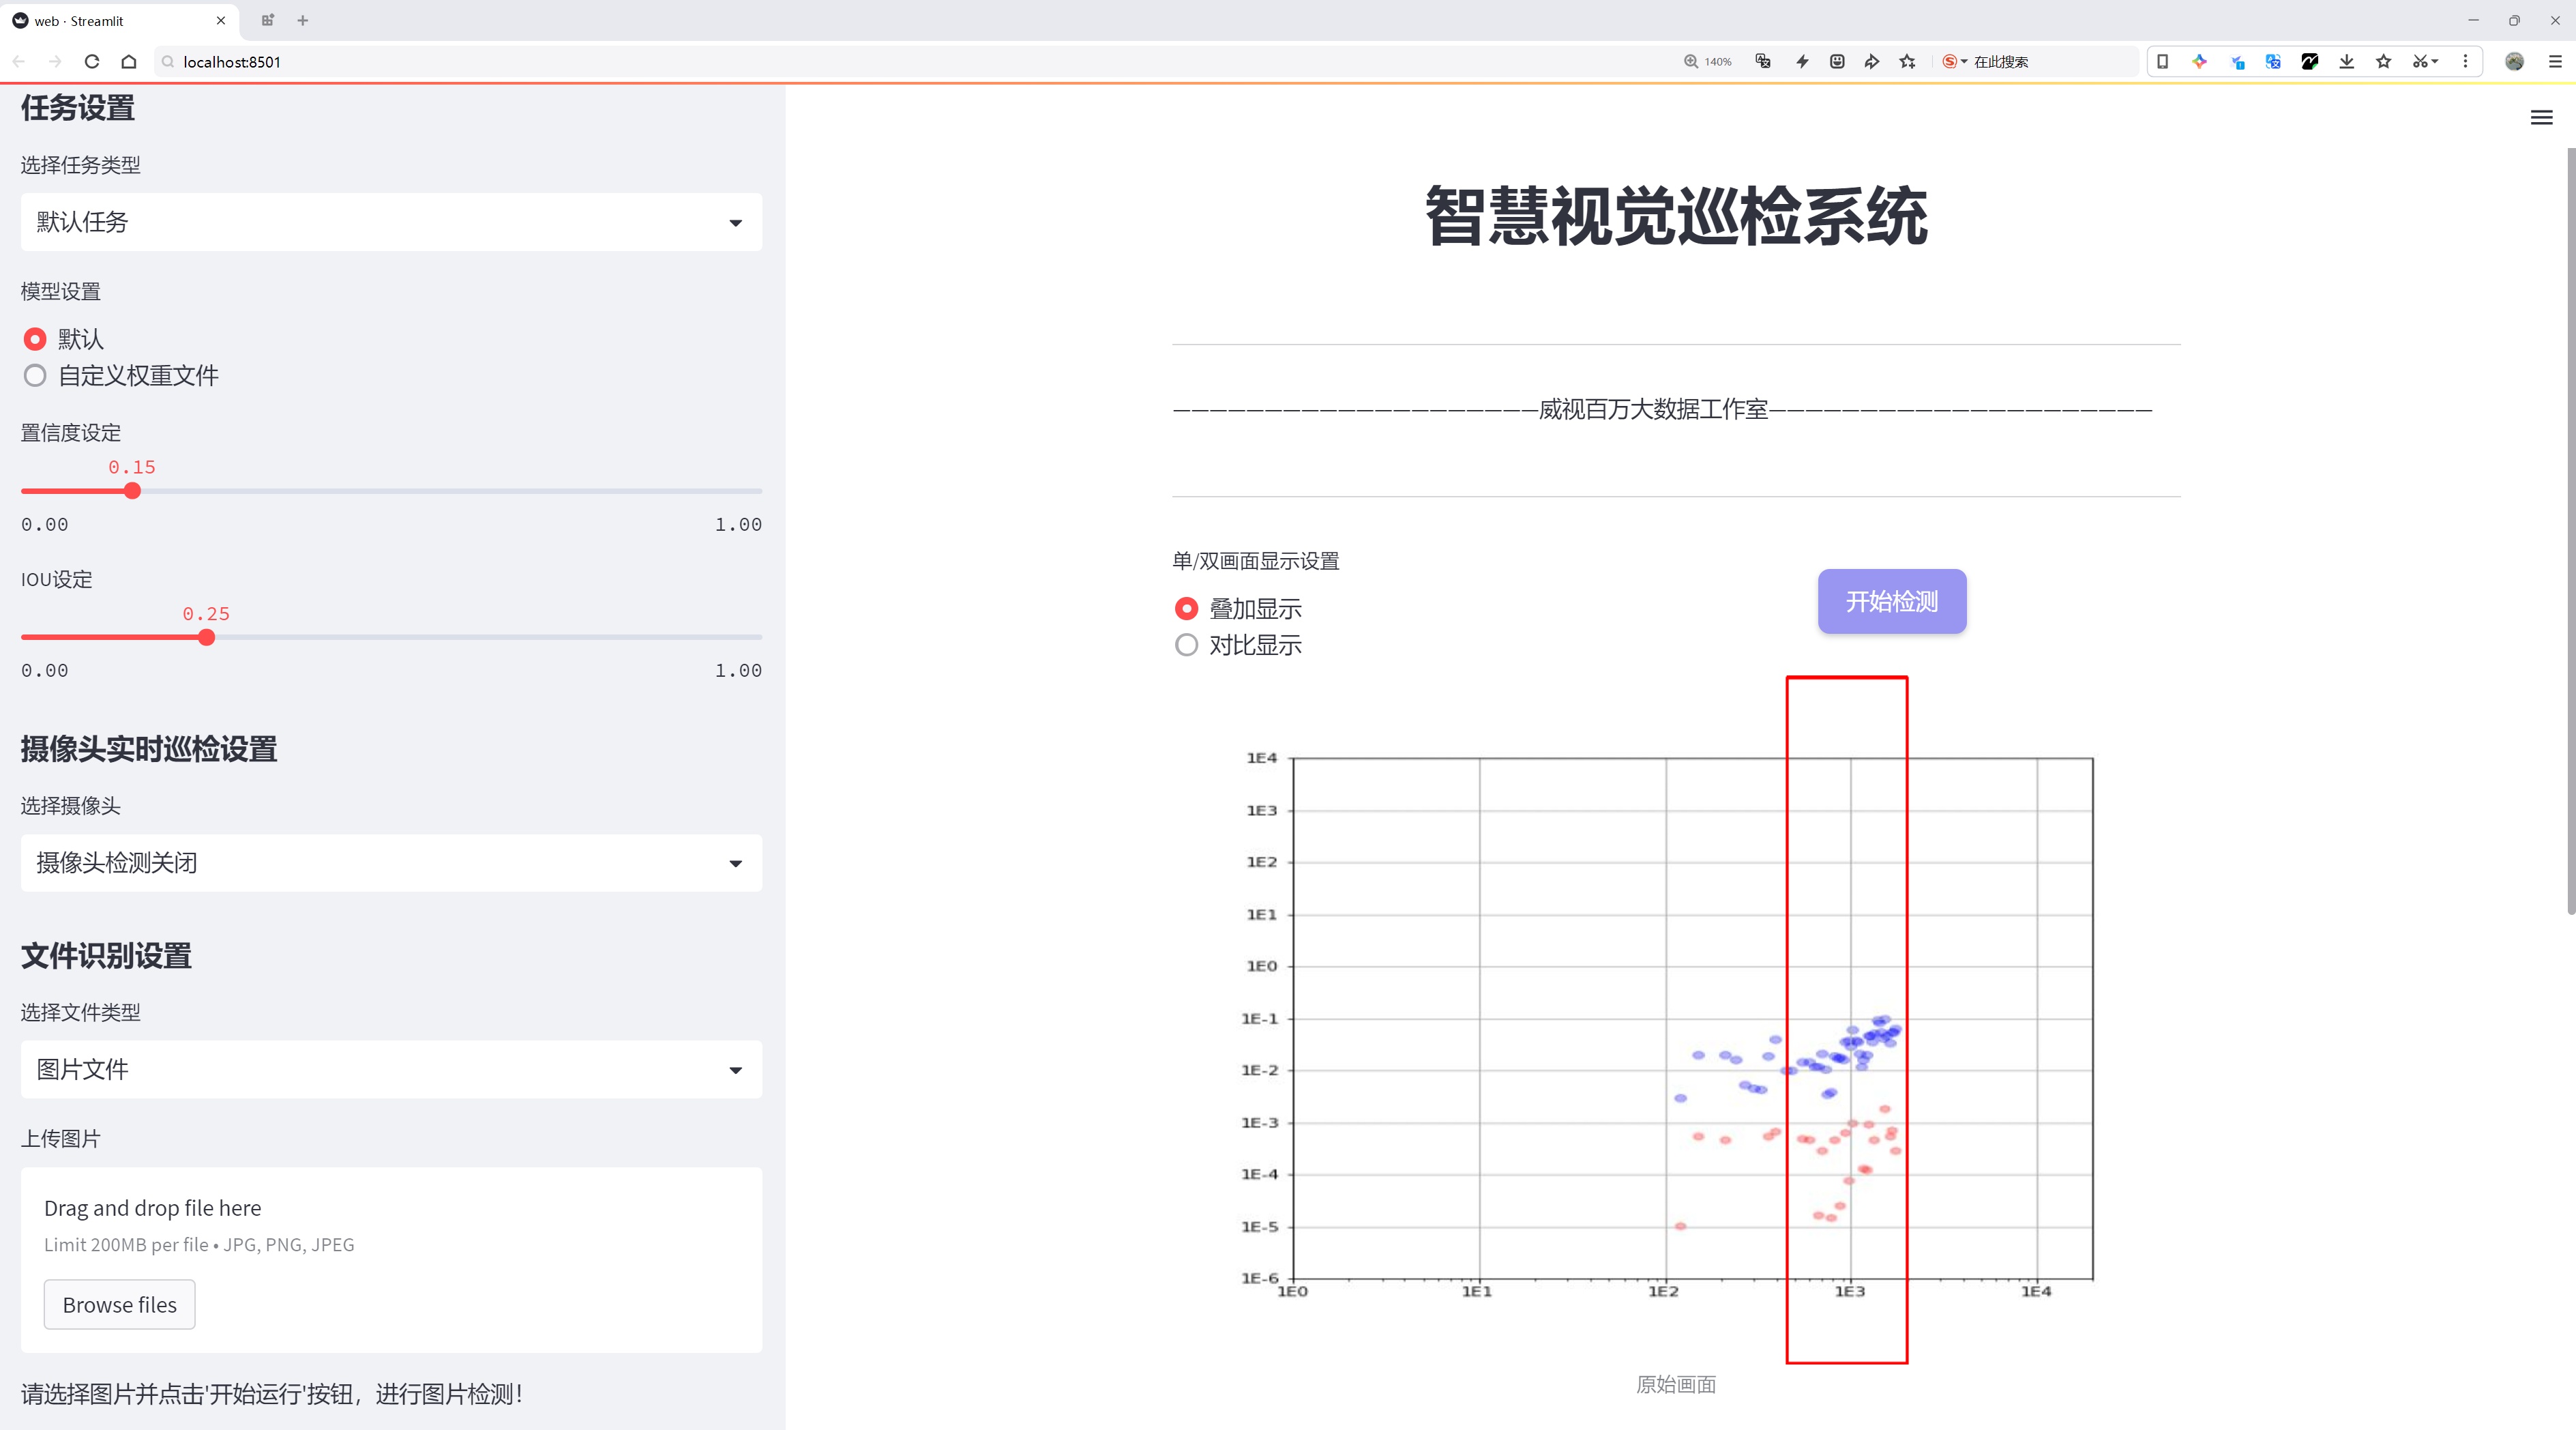 web · Streamlit
localhost:8501
140%
在此搜索
任务设置
选择任务类型
默认任务
模型设置
默认
自定义权重文件
置信度设定
0.15
0.00 1.00
IOU设定
0.25
0.00 1.00
摄像头实时巡检设置
选择摄像头
摄像头检测关闭
文件识别设置
选择文件类型
图片文件
上传图片
Drag and drop file here
Limit 200MB per file • JPG, PNG, JPEG
Browse files
请选择图片并点击'开始运行'按钮，进行图片检测！
智慧视觉巡检系统
————————————————————威视百万大数据工作室—————————————————————
单/双画面显示设置
叠加显示
对比显示
开始检测
1E4
1E3
1E2
1E1
1E0
1E-1
1E-2
1E-3
1E-4
1E-5
1E-6
1E0 1E1 1E2 1E3 1E4
原始画面